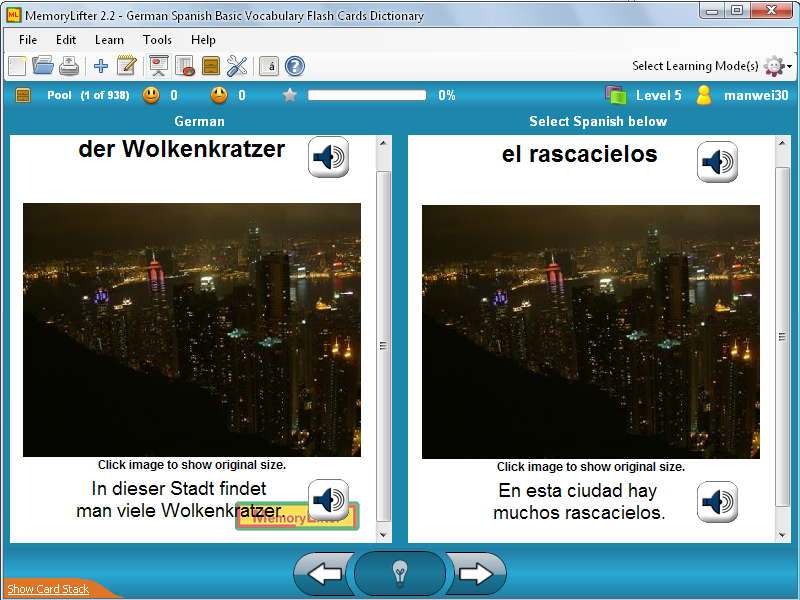 MemoryLifter 2.2 - German Spanish Basic Vocabulary Flash Cards Dictionary
File Edit Learn Tools Help
á ? Select Learning Mode(s)
Pool (1 of 938) 0 0 0% Level 5 manwei30
German
Select Spanish below
der Wolkenkratzer
el rascacielos
Click image to show original size.
Click image to show original size.
In dieser Stadt findet
man viele Wolkenkratzer.
MemoryLifter
En esta ciudad hay
muchos rascacielos.
Show Card Stack